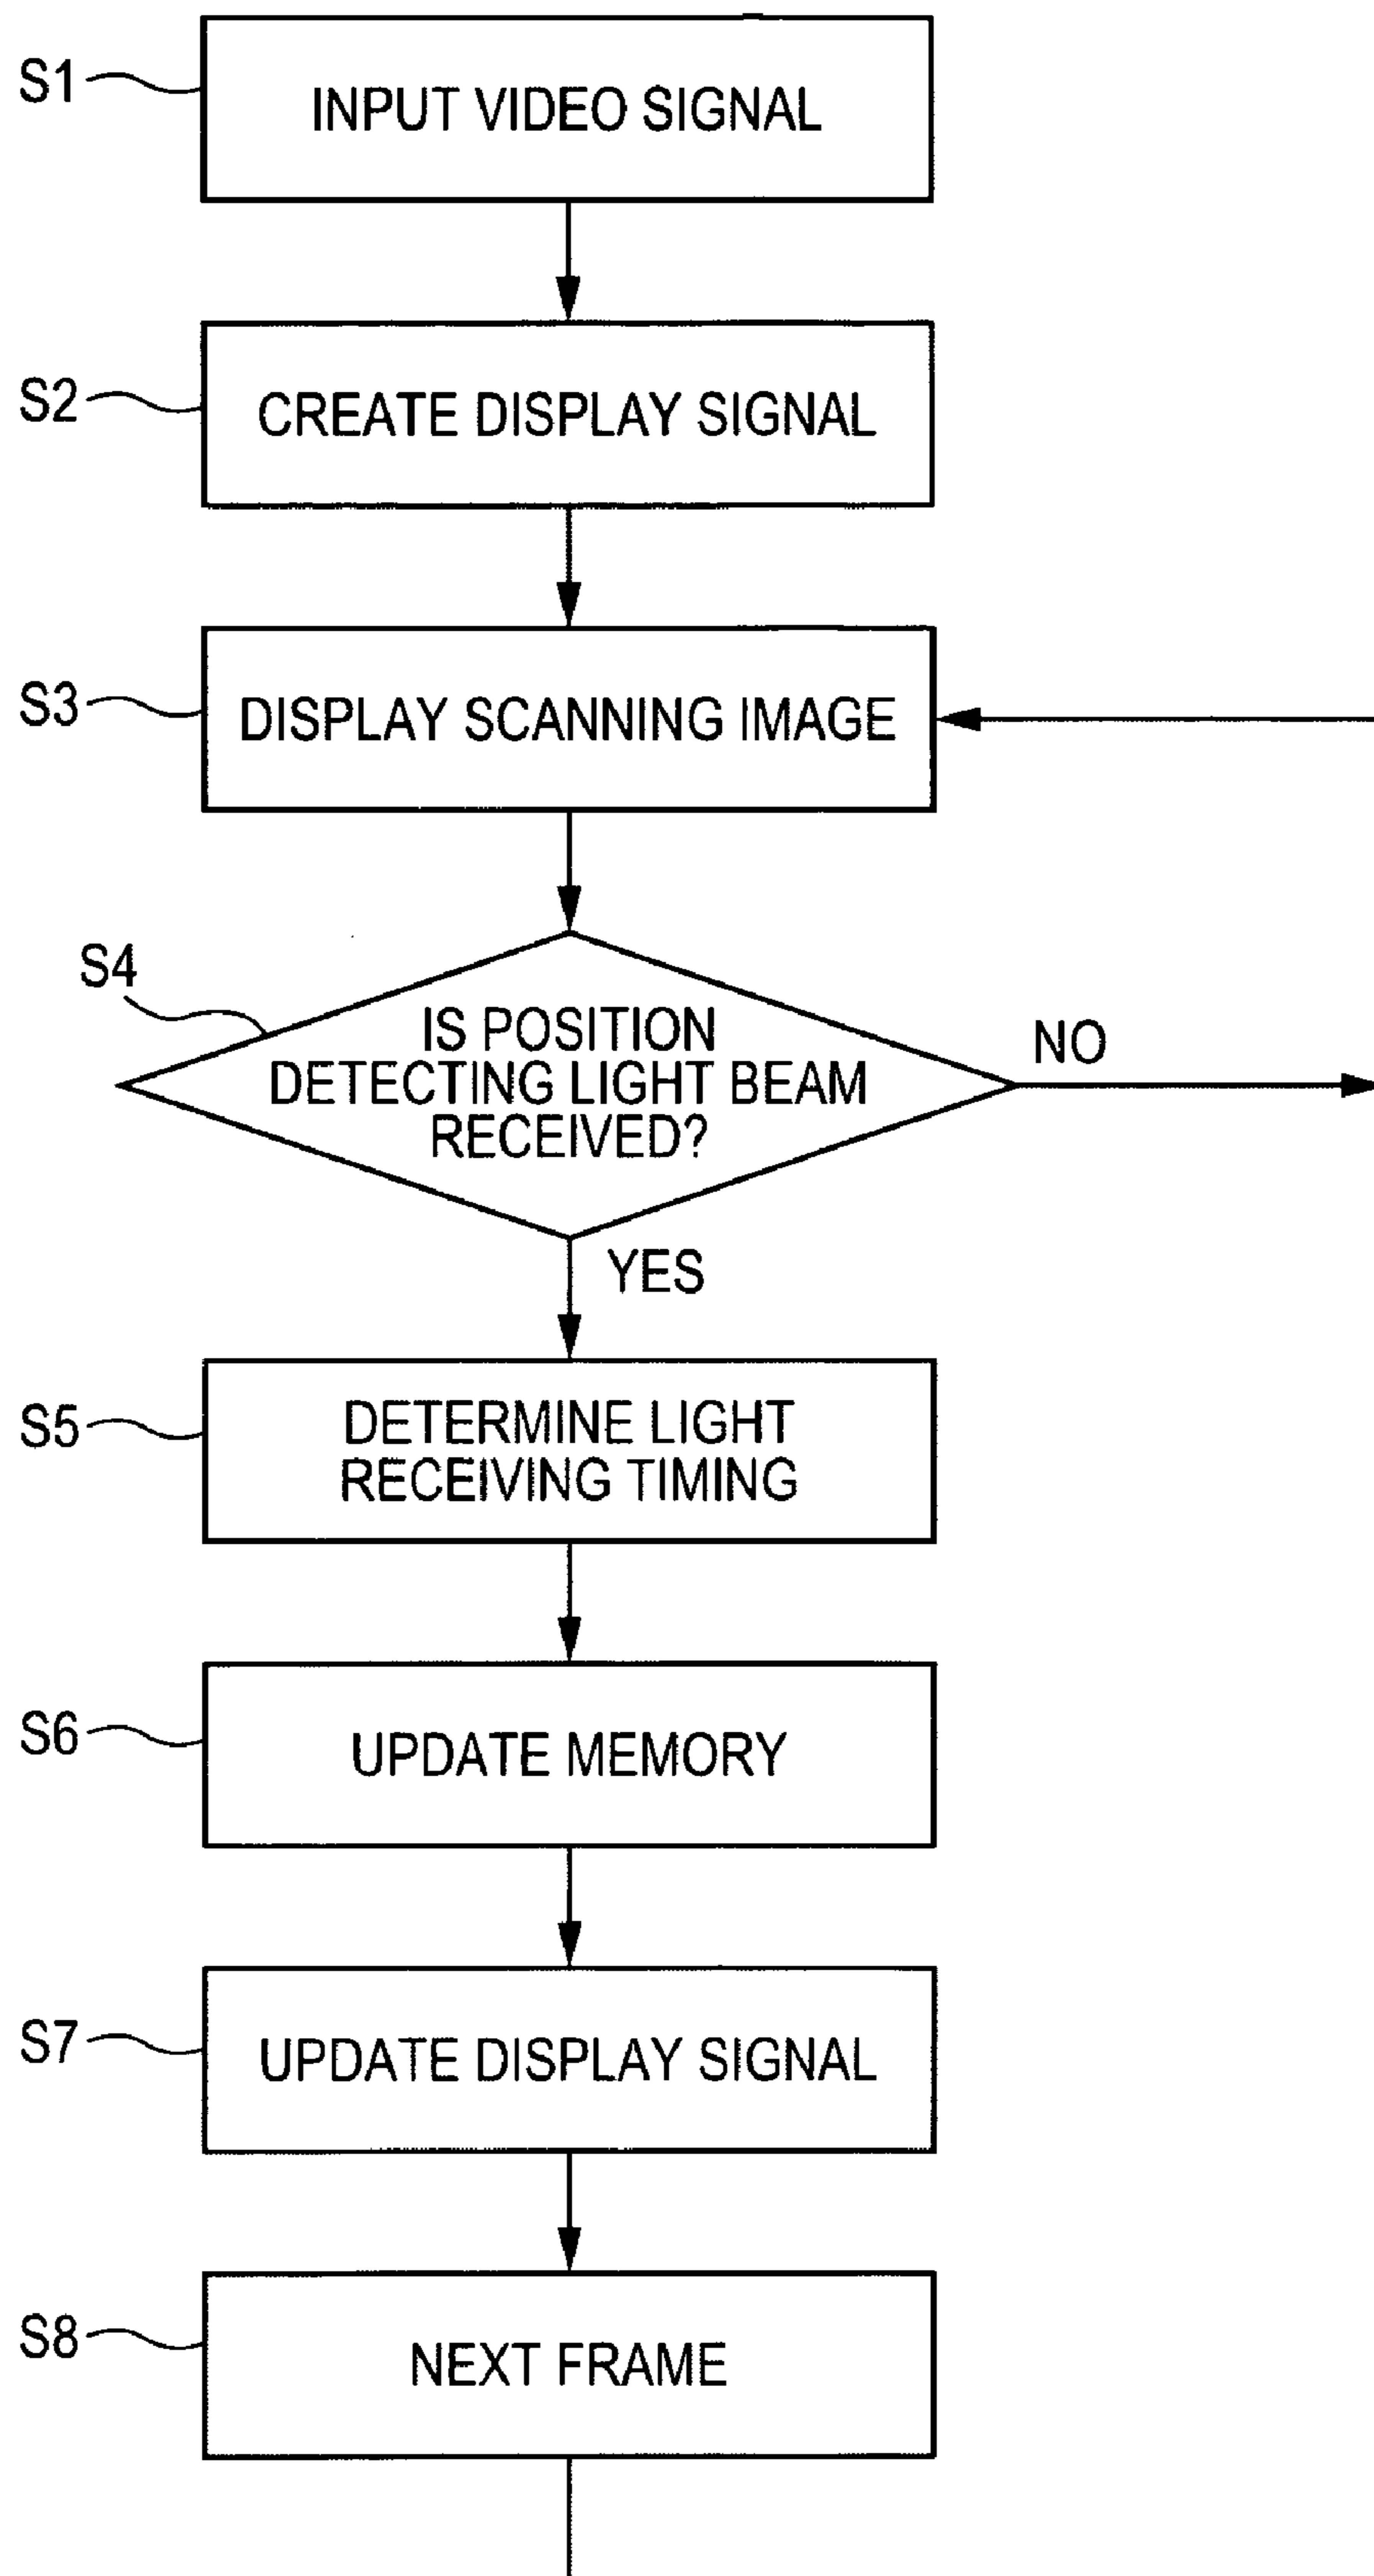 S1
INPUT VIDEO SIGNAL
S2
CREATE DISPLAY SIGNAL
S3
DISPLAY SCANNING IMAGE
S4
IS POSITION
DETECTING LIGHT BEAM
RECEIVED?
NO
YES
S5
DETERMINE LIGHT
RECEIVING TIMING
S6
UPDATE MEMORY
S7
UPDATE DISPLAY SIGNAL
S8
NEXT FRAME